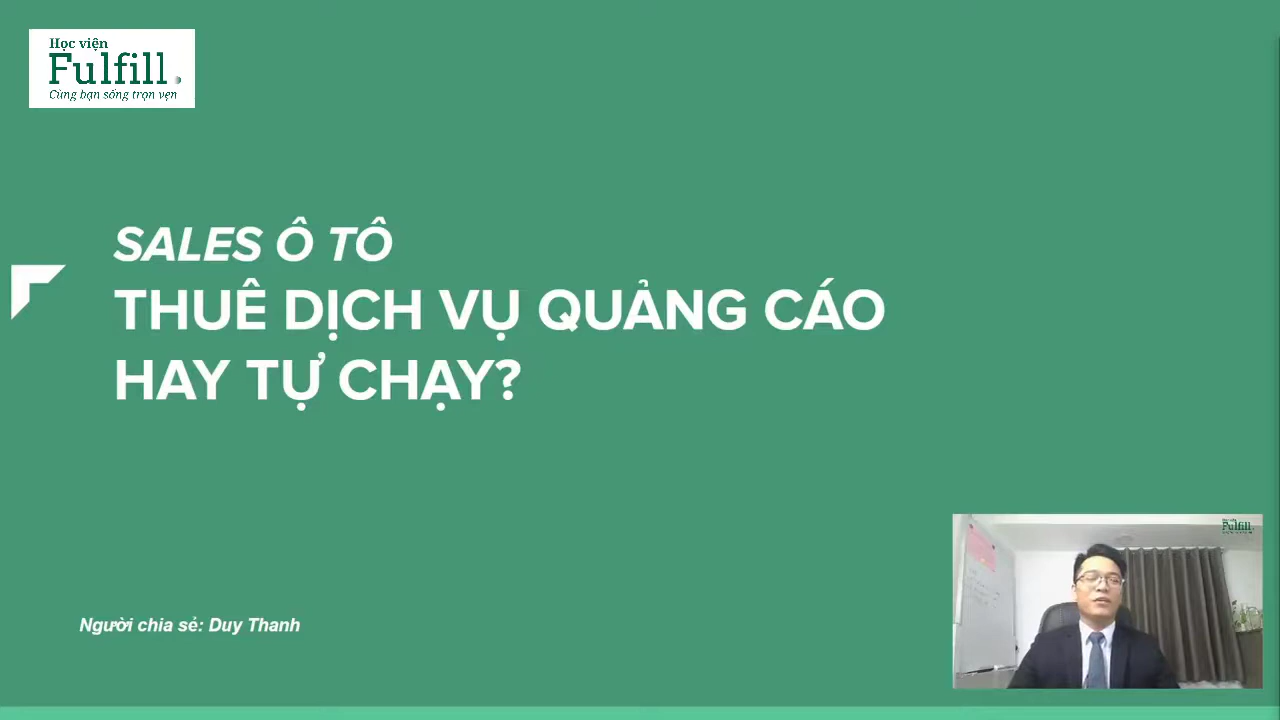 Học viện
Fulfill.
Cùng bạn sống trọn vẹn
SALES Ô TÔ
THUÊ DỊCH VỤ QUẢNG CÁO
HAY TỰ CHẠY?
Người chia sẻ: Duy Thanh
Fulfill.